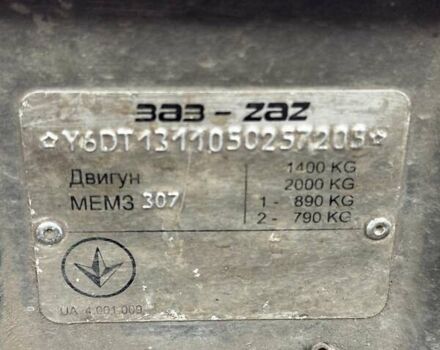 ЗАЗ - ZAZ
☆Y6DT1311050257209☆
1400 KG
Двигун
2000 KG
МЕМЗ 307
1 - 890 KG
2 - 790 KG
UA 4.001.009